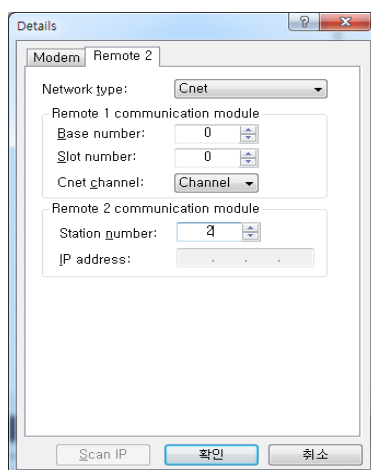 Details
Modem Remote 2
Network type: Cnet
Remote 1 communication module
Base number: 0
Slot number: 0
Cnet channel: Channel
Remote 2 communication module
Station number: 2
IP address: . . .
Scan IP 확인 취소